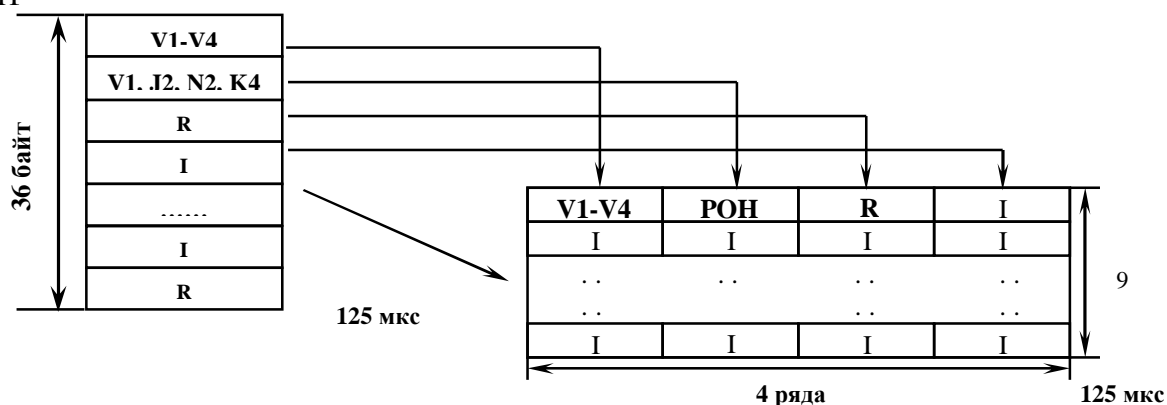 36 байт
V1-V4
V1, J2, N2, K4
R
I
......
I
R
125 мкс
V1-V4 POH R I
I I I I
. . . . . . . .
. . . . . .
I I I I
9
4 ряда
125 мкс